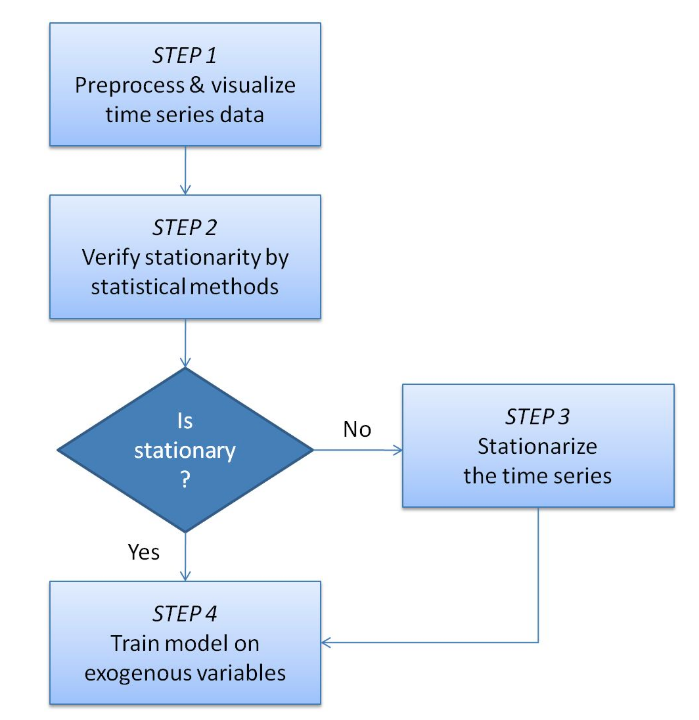 STEP 1
Preprocess & visualize
time series data
STEP 2
Verify stationarity by
statistical methods
Is
stationary
?
No
STEP 3
Stationarize
the time series
Yes
STEP 4
Train model on
exogenous variables